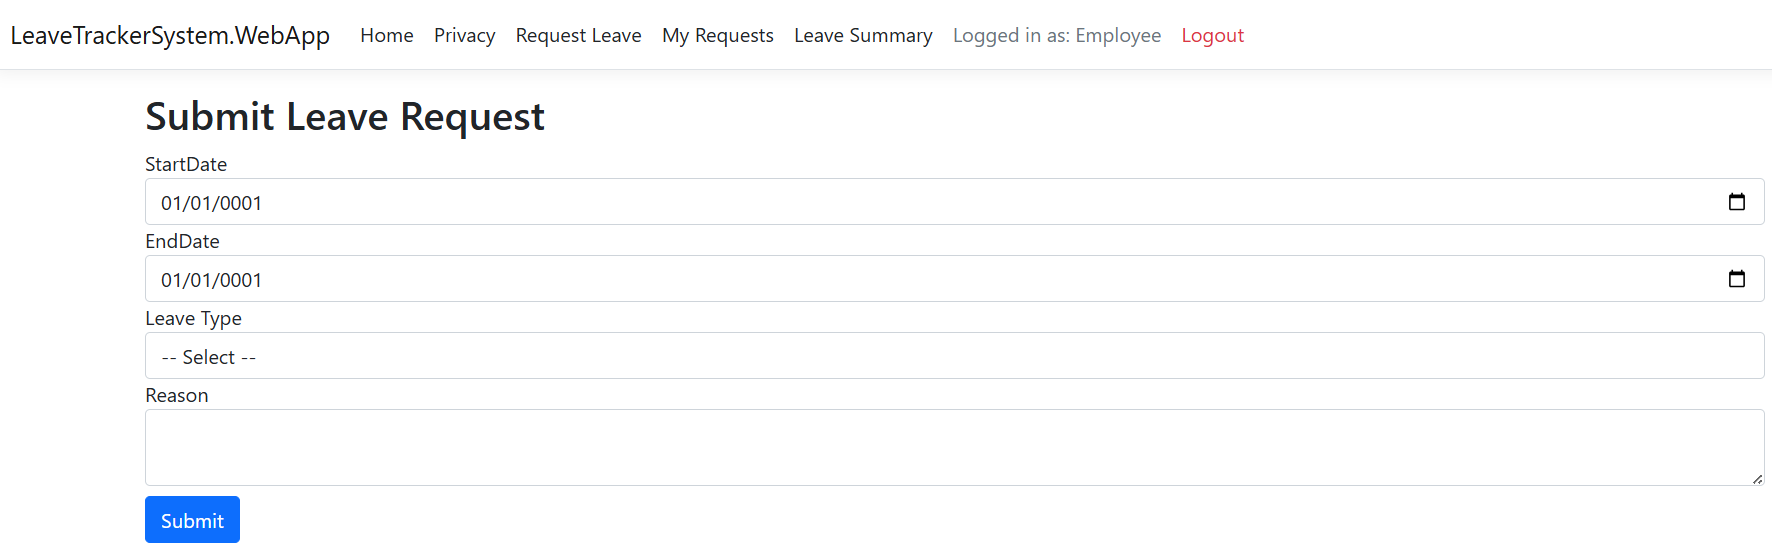 LeaveTrackerSystem.WebApp Home Privacy Request Leave My Requests Leave Summary Logged in as: Employee Logout
Submit Leave Request
StartDate
01/01/0001
EndDate
01/01/0001
Leave Type
-- Select --
Reason
Submit